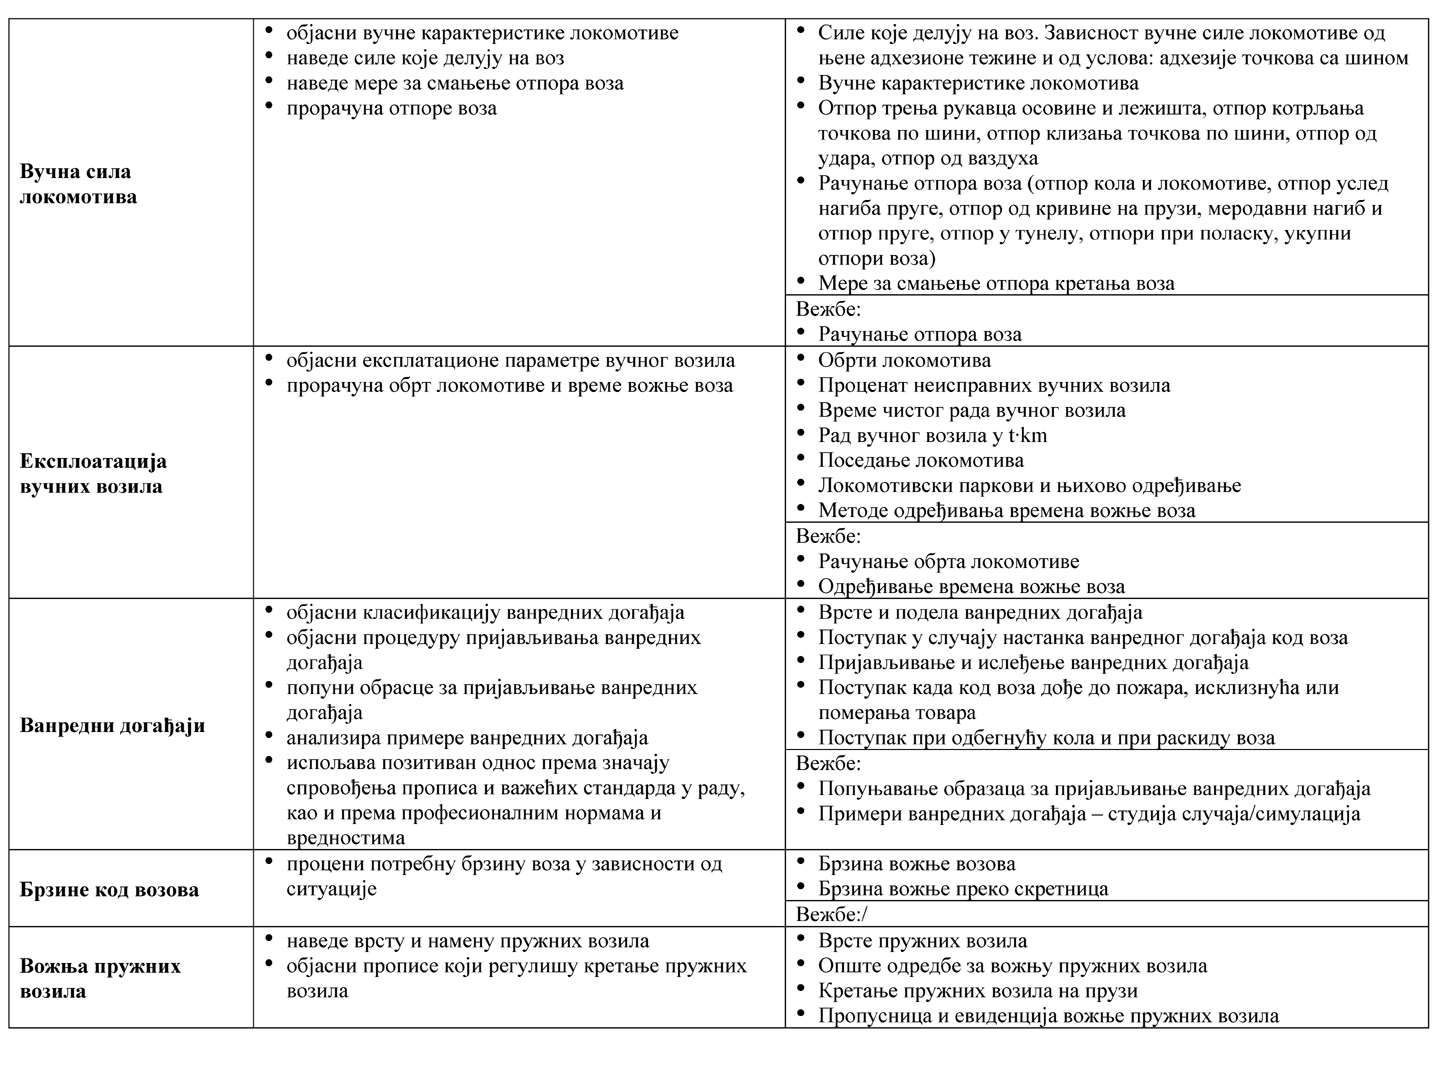 Вучна сила
локомотива
• објасни вучне карактеристике локомотиве
• наведе силе које делују на воз
• наведе мере за смањење отпора воза
• прорачуна отпоре воза
• Силе које делују на воз. Зависност вучне силе локомотиве од
њене адхезионе тежине и од услова: адхезије точкова са шином
• Вучне карактеристике локомотива
• Отпор трења рукавца осовине и лежишта, отпор котрљања
точкова по шини, отпор клизања точкова по шини, отпор од
удара, отпор од ваздуха
• Рачунање отпора воза (отпор кола и локомотиве, отпор услед
нагиба пруге, отпор од кривине на прузи, меродавни нагиб и
отпор пруге, отпор у тунелу, отпори при поласку, укупни
отпори воза)
• Мере за смањење отпора кретања воза
Вежбе:
• Рачунање отпора воза
Експлоатација
вучних возила
• објасни експлатационе параметре вучног возила
• прорачуна обрт локомотиве и време вожње воза
• Обрти локомотива
• Проценат неисправних вучних возила
• Време чистог рада вучног возила
• Рад вучног возила у t·km
• Поседање локомотива
• Локомотивски паркови и њихово одређивање
• Методе одређивања времена вожње воза
Вежбе:
• Рачунање обрта локомотиве
• Одређивање времена вожње воза
Ванредни догађаји
• објасни класификацију ванредних догађаја
• објасни процедуру пријављивања ванредних
догађаја
• попуни обрасце за пријављивање ванредних
догађаја
• анализира примере ванредних догађаја
• испољава позитиван однос према значају
спровођења прописа и важећих стандарда у раду,
као и према професионалним нормама и
вредностима
• Врсте и подела ванредних догађаја
• Поступак у случају настанка ванредног догађаја код воза
• Пријављивање и ислеђење ванредних догађаја
• Поступак када код воза дође до пожара, исклизнућа или
померања товара
• Поступак при одбегнућу кола и при раскиду воза
Вежбе:
• Попуњавање образаца за пријављивање ванредних догађаја
• Примери ванредних догађаја – студија случаја/симулација
Брзине код возова
• процени потребну брзину воза у зависности од
ситуације
• Брзина вожње возова
• Брзина вожње преко скретница
Вежбе:/
Вожња пружних
возила
• наведе врсту и намену пружних возила
• објасни прописе који регулишу кретање пружних
возила
• Врсте пружних возила
• Опште одредбе за вожњу пружних возила
• Кретање пружних возила на прузи
• Пропусница и евиденција вожње пружних возила